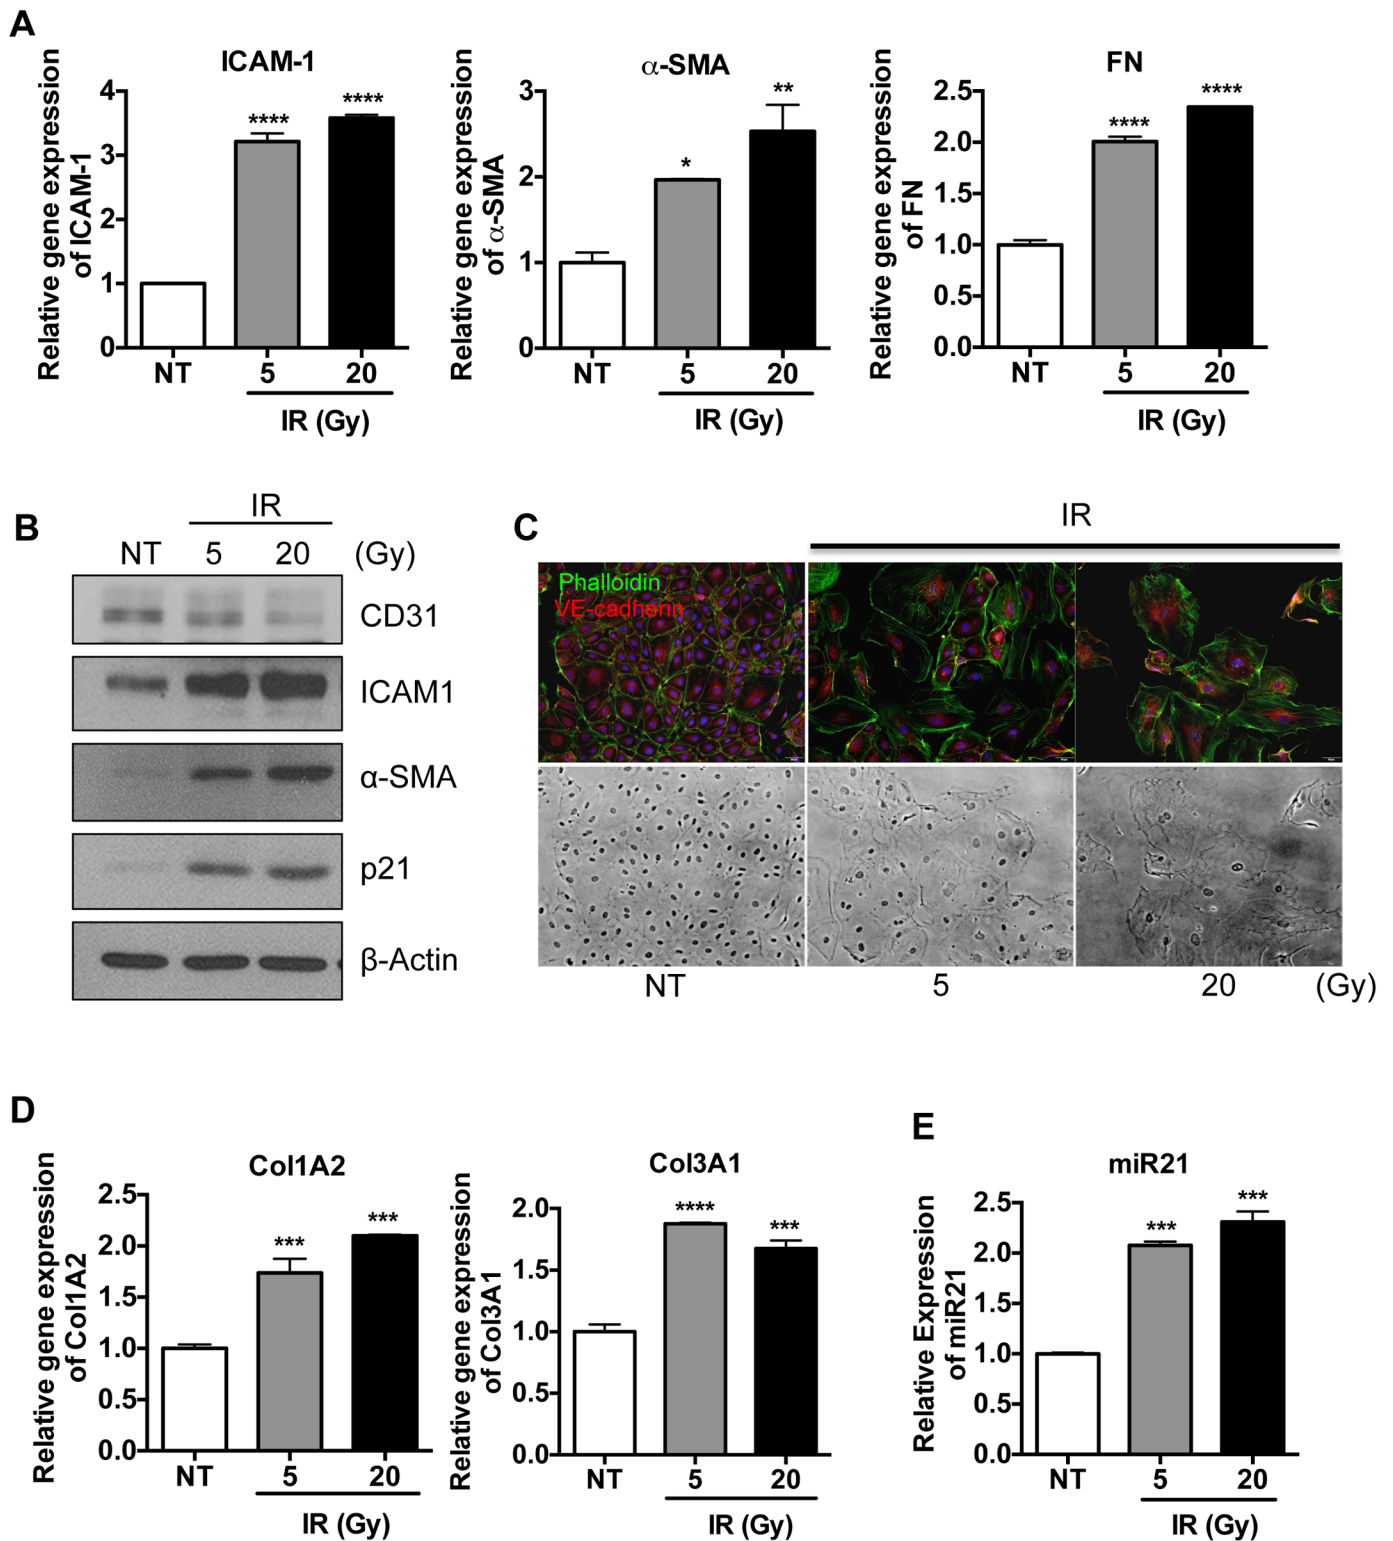 A
ICAM-1
Relative gene expression
of ICAM-1
4
3
2
1
0
****
****
NT
5
20
IR (Gy)
α-SMA
Relative gene expression
of α-SMA
3
2
1
0
*
**
NT
5
20
IR (Gy)
FN
Relative gene expression
of FN
2.5
2.0
1.5
1.0
0.5
0.0
****
****
NT
5
20
IR (Gy)
B
IR
NT
5
20
(Gy)
CD31
ICAM1
α-SMA
p21
β-Actin
C
IR
Phalloidin
VE-cadherin
NT
5
20
(Gy)
D
Col1A2
Relative gene expression
of Col1A2
2.5
2.0
1.5
1.0
0.5
0.0
***
***
NT
5
20
IR (Gy)
Col3A1
Relative gene expression
of Col3A1
2.0
1.5
1.0
0.5
0.0
****
***
NT
5
20
IR (Gy)
E
miR21
Relative Expression
of miR21
2.5
2.0
1.5
1.0
0.5
0.0
***
***
NT
5
20
IR (Gy)